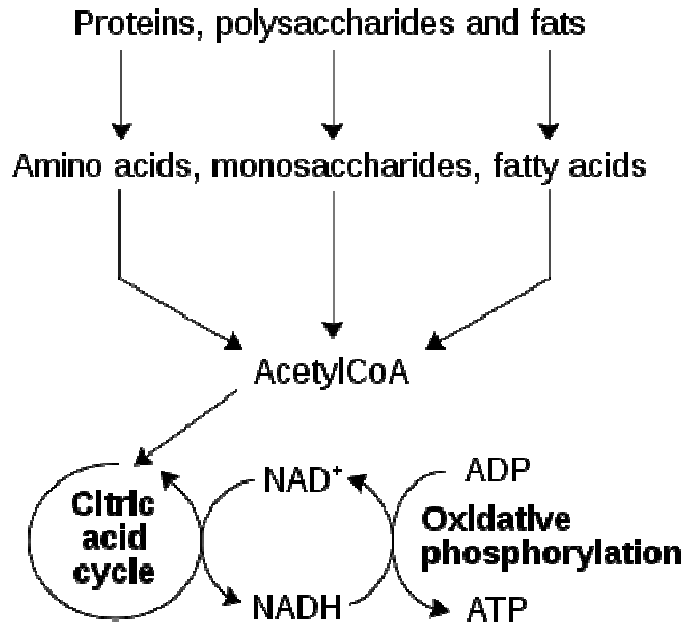 Proteins, polysaccharides and fats
Amino acids, monosaccharides, fatty acids
AcetylCoA
Citric
acid
cycle
NAD⁺
NADH
ADP
Oxidative
phosphorylation
ATP